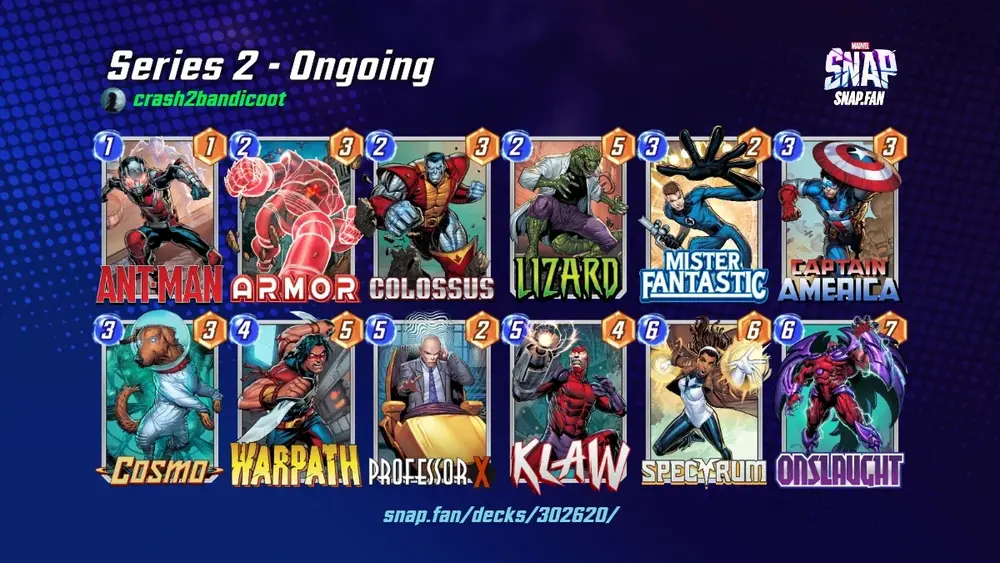 Series 2 - Ongoing
crash2bandicoot
MARVEL
SNAP
SNAP.FAN
1 1 2 3 2 3 2 5 3 2 3 3
ANT-MAN ARMOR COLOSSUS LIZARD MISTER FANTASTIC CAPTAIN AMERICA
3 3 4 5 5 2 5 4 6 6 6 7
COSMO WARPATH PROFESSOR X KLAW SPECTRUM ONSLAUGHT
snap.fan/decks/302620/